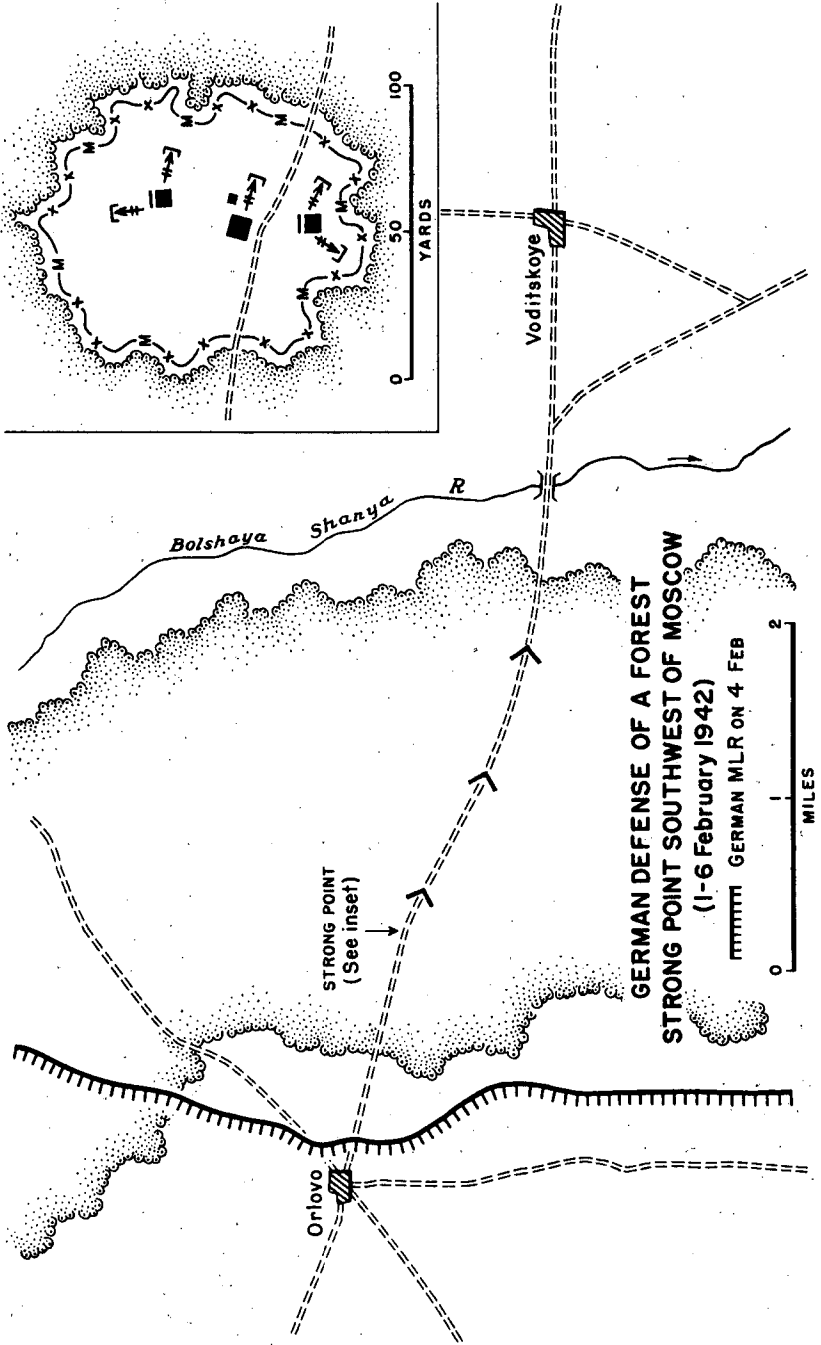 GERMAN DEFENSE OF A FOREST
STRONG POINT SOUTHWEST OF MOSCOW
(1-6 February 1942)
GERMAN MLR ON 4 FEB
0 1 2
MILES
Orlovo
STRONG POINT
(See inset)
Bolshaya Shanya R
Voditskoye
M
X
X
M
X
X
M
X
M
X
X
X
M
X
X
X
M
X
X
M
X
X
M
0 50 100
YARDS